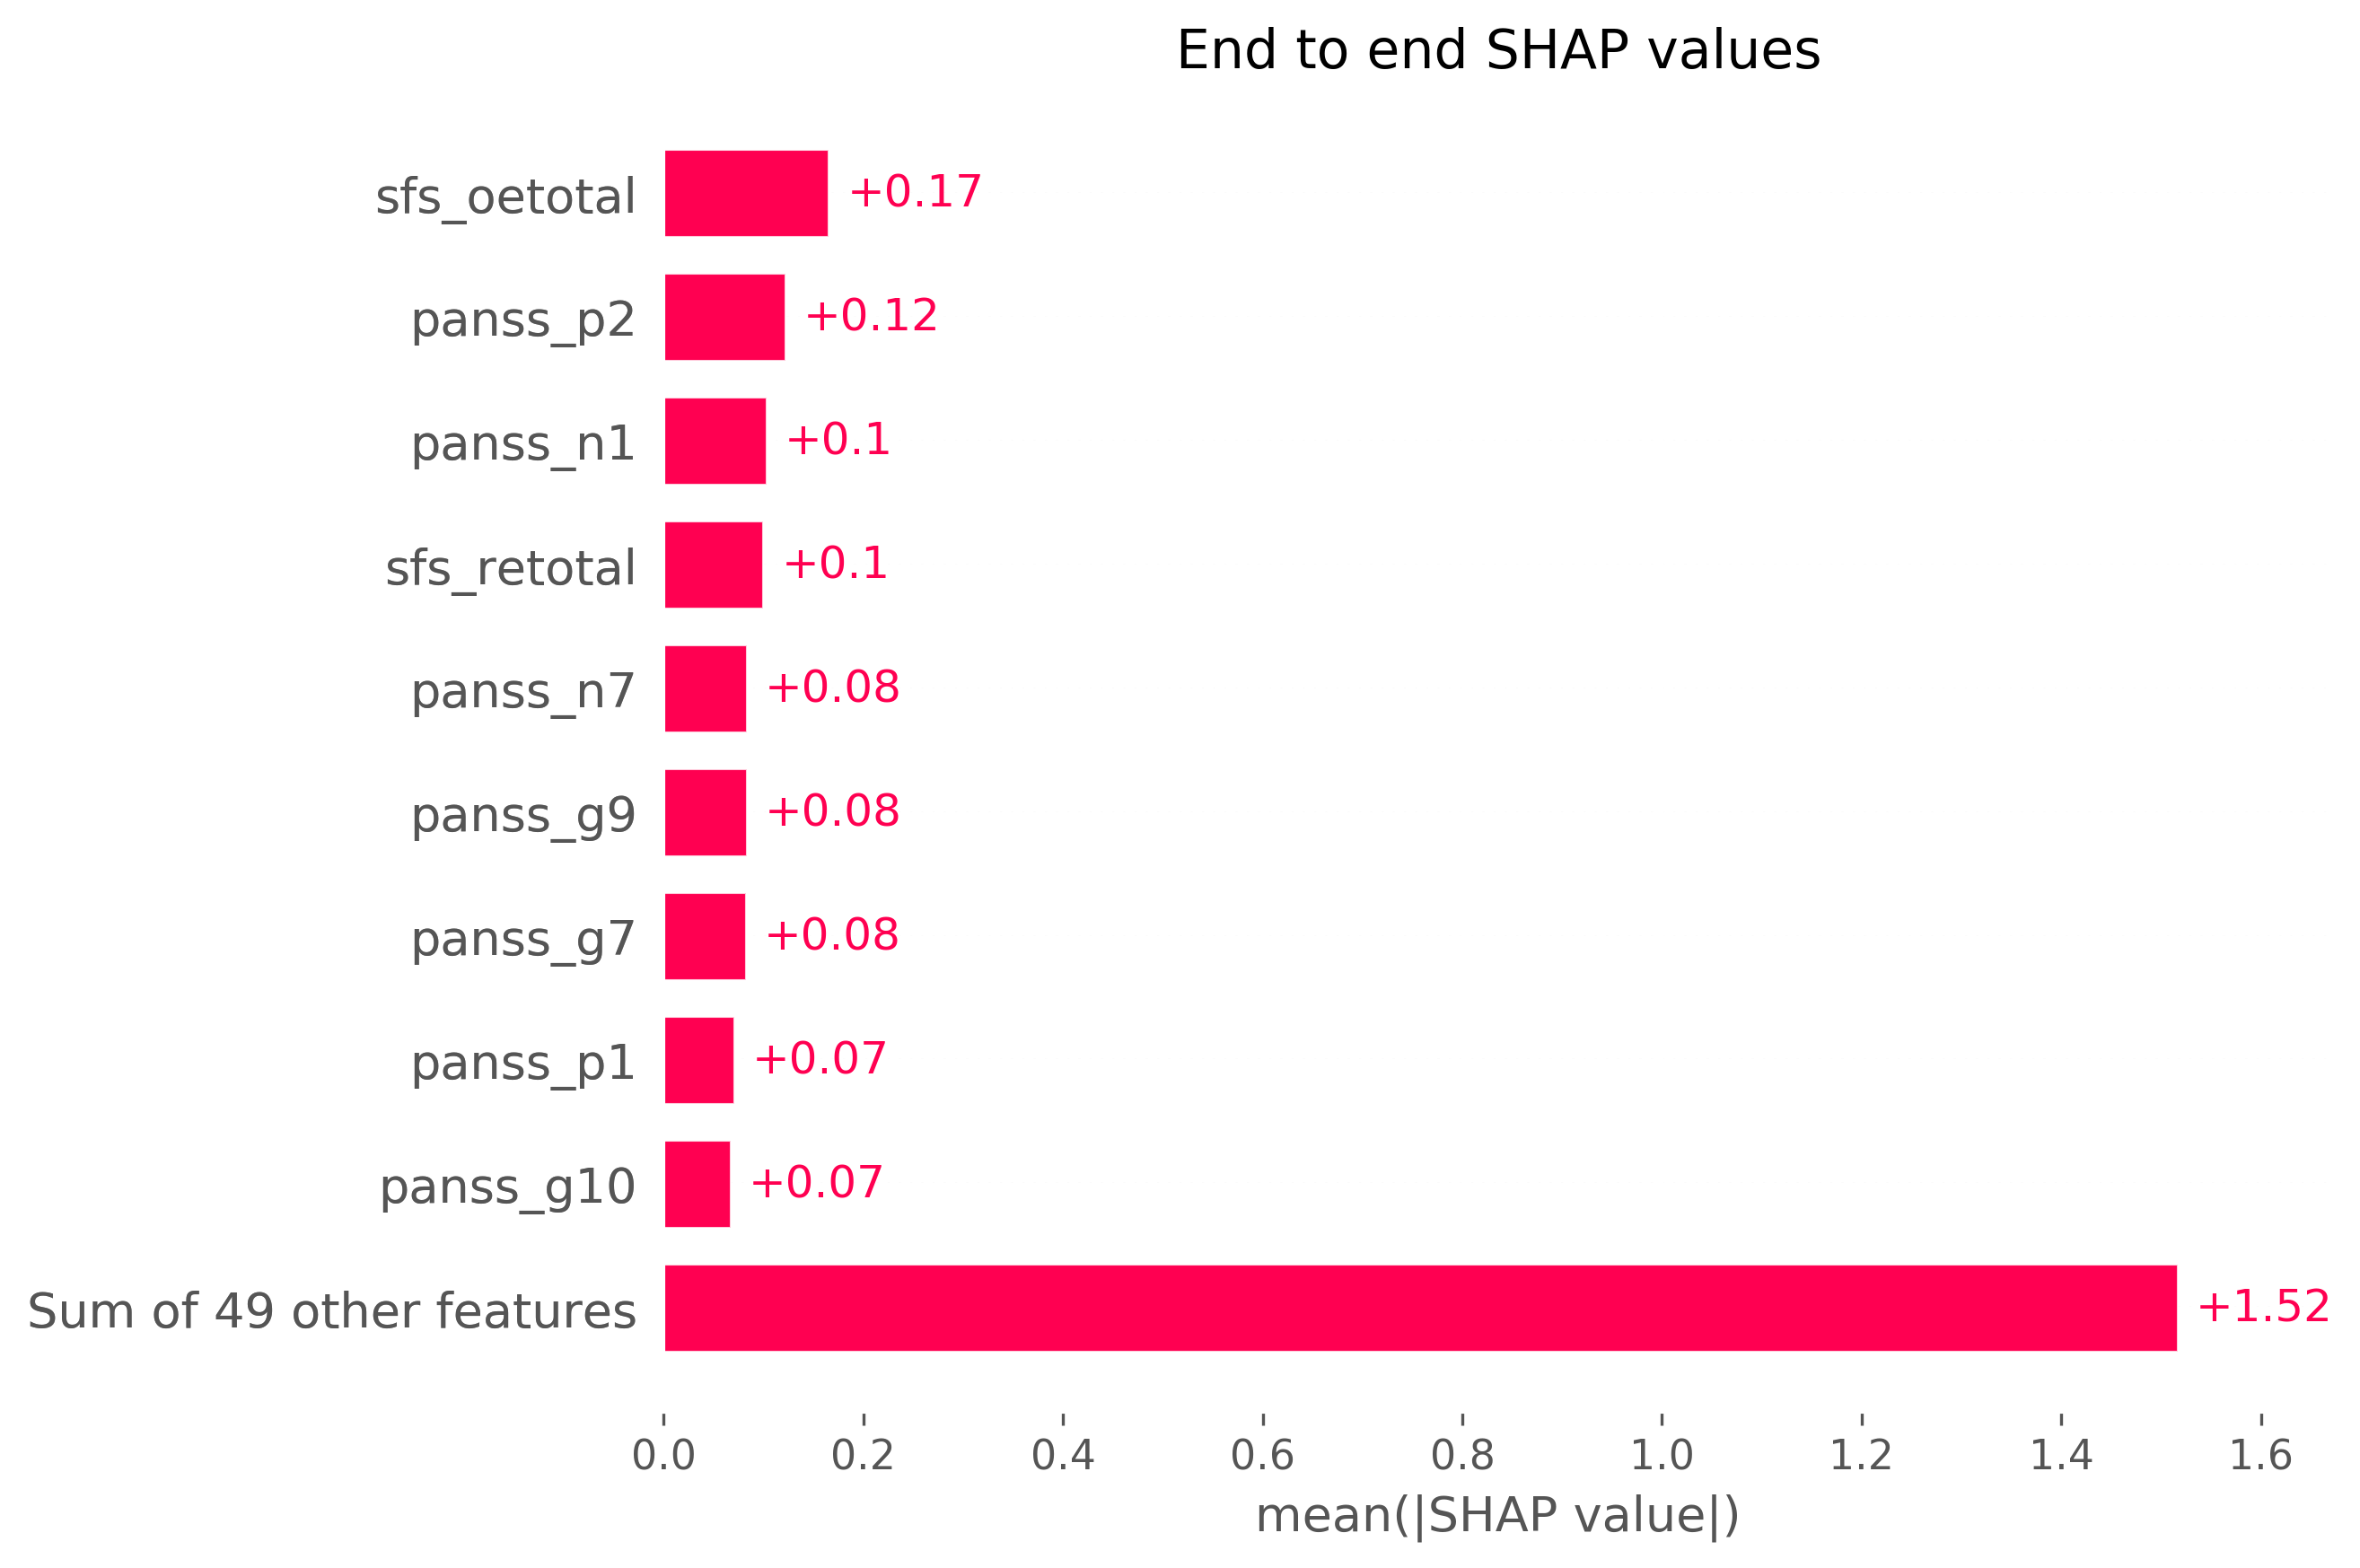 End to end SHAP values
sfs_oetotal +0.17
panss_p2 +0.12
panss_n1 +0.1
sfs_retotal +0.1
panss_n7 +0.08
panss_g9 +0.08
panss_g7 +0.08
panss_p1 +0.07
panss_g10 +0.07
Sum of 49 other features +1.52
0.0 0.2 0.4 0.6 0.8 1.0 1.2 1.4 1.6
mean(|SHAP value|)